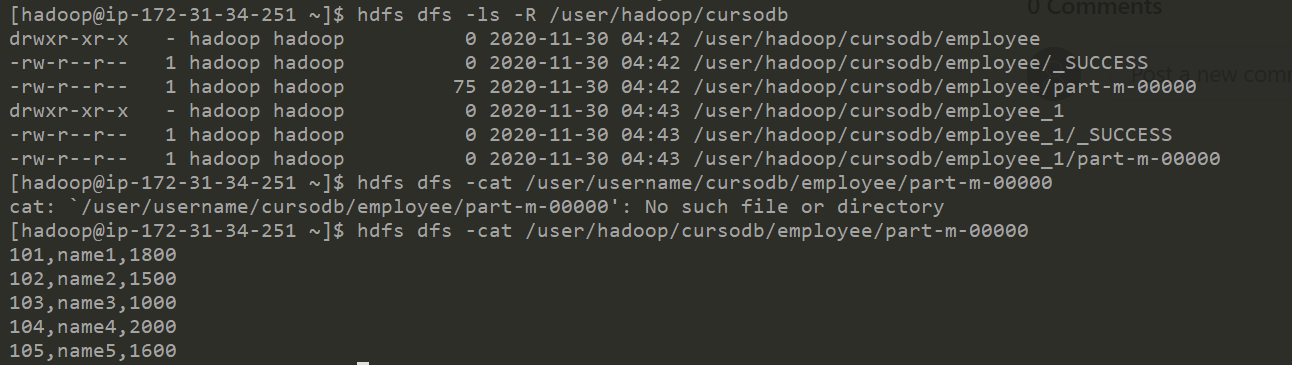 [hadoop@ip-172-31-34-251 ~]$ hdfs dfs -ls -R /user/hadoop/cursodb
0 Comments
drwxr-xr-x   - hadoop hadoop          0 2020-11-30 04:42 /user/hadoop/cursodb/employee
-rw-r--r--   1 hadoop hadoop          0 2020-11-30 04:42 /user/hadoop/cursodb/employee/_SUCCESS
Post a new comm
-rw-r--r--   1 hadoop hadoop         75 2020-11-30 04:42 /user/hadoop/cursodb/employee/part-m-00000
drwxr-xr-x   - hadoop hadoop          0 2020-11-30 04:43 /user/hadoop/cursodb/employee_1
-rw-r--r--   1 hadoop hadoop          0 2020-11-30 04:43 /user/hadoop/cursodb/employee_1/_SUCCESS
-rw-r--r--   1 hadoop hadoop          0 2020-11-30 04:43 /user/hadoop/cursodb/employee_1/part-m-00000
[hadoop@ip-172-31-34-251 ~]$ hdfs dfs -cat /user/username/cursodb/employee/part-m-00000
cat: `/user/username/cursodb/employee/part-m-00000': No such file or directory
[hadoop@ip-172-31-34-251 ~]$ hdfs dfs -cat /user/hadoop/cursodb/employee/part-m-00000
101,name1,1800
102,name2,1500
103,name3,1000
104,name4,2000
105,name5,1600